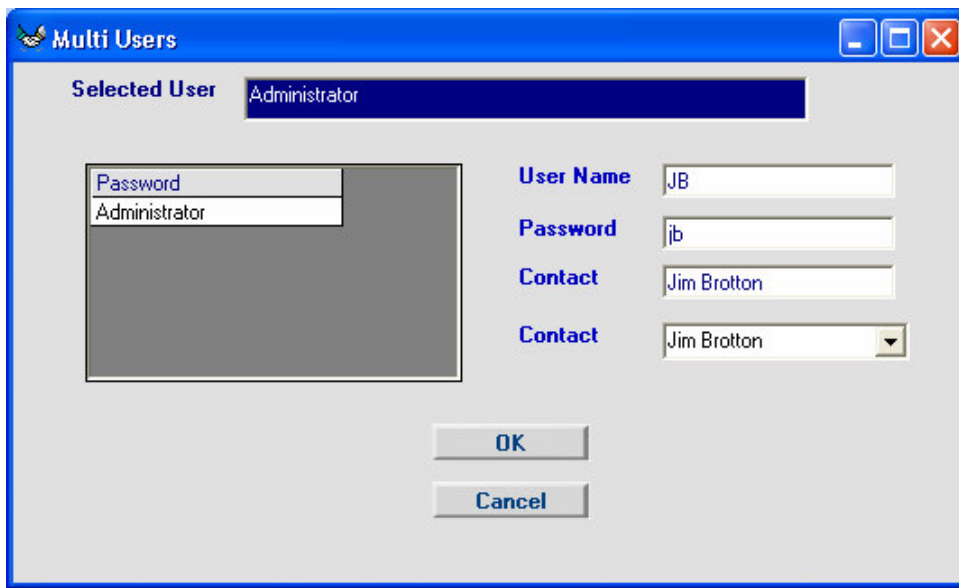 Multi Users
Selected User Administrator
Password
Administrator
User Name JB
Password jb
Contact Jim Brotton
Contact Jim Brotton
OK
Cancel